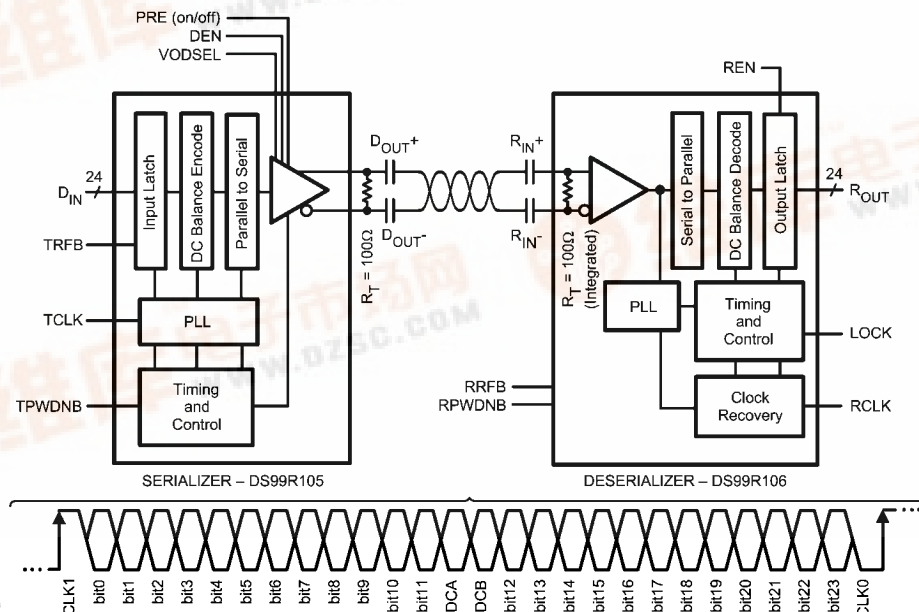 PRE (on/off)
DEN
VODSEL
REN
Input Latch
DC Balance Encode
Parallel to Serial
DOUT+
DOUT-
RT = 100Ω
RIN+
RIN-
RT = 100Ω
(Integrated)
Serial to Parallel
DC Balance Decode
Output Latch
24
DIN
24
ROUT
TRFB
TCLK
PLL
TPWDNB
Timing
and
Control
PLL
Timing
and
Control
LOCK
RRFB
RPWDNB
Clock
Recovery
RCLK
SERIALIZER – DS99R105
DESERIALIZER – DS99R106
CLK1
bit0
bit1
bit2
bit3
bit4
bit5
bit6
bit7
bit8
bit9
bit10
bit11
DCA
DCB
bit12
bit13
bit14
bit15
bit16
bit17
bit18
bit19
bit20
bit21
bit22
bit23
CLK0
WWW.DZSC.COM